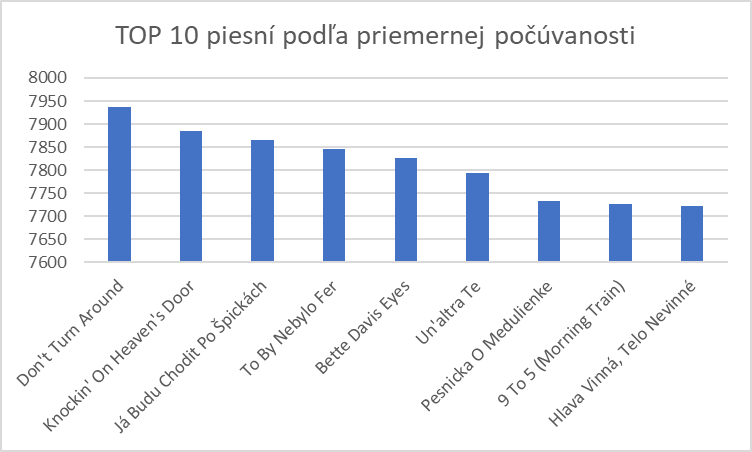 TOP 10 piesní podľa priemernej počúvanosti
8000
7950
7900
7850
7800
7750
7700
7650
7600
Don't Turn Around
Knockin' On Heaven's Door
Já Budu Chodit Po Špickách
To By Nebylo Fer
Bette Davis Eyes
Un'altra Te
Pesnicka O Medulienke
9 To 5 (Morning Train)
Hlava Vinná, Telo Nevinné